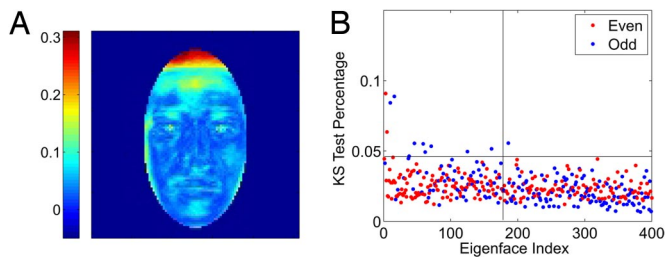 A
0.3
0.2
0.1
0
B
Even
Odd
KS Test Percentage
0.1
0.05
0
0 100 200 300 400
Eigenface Index